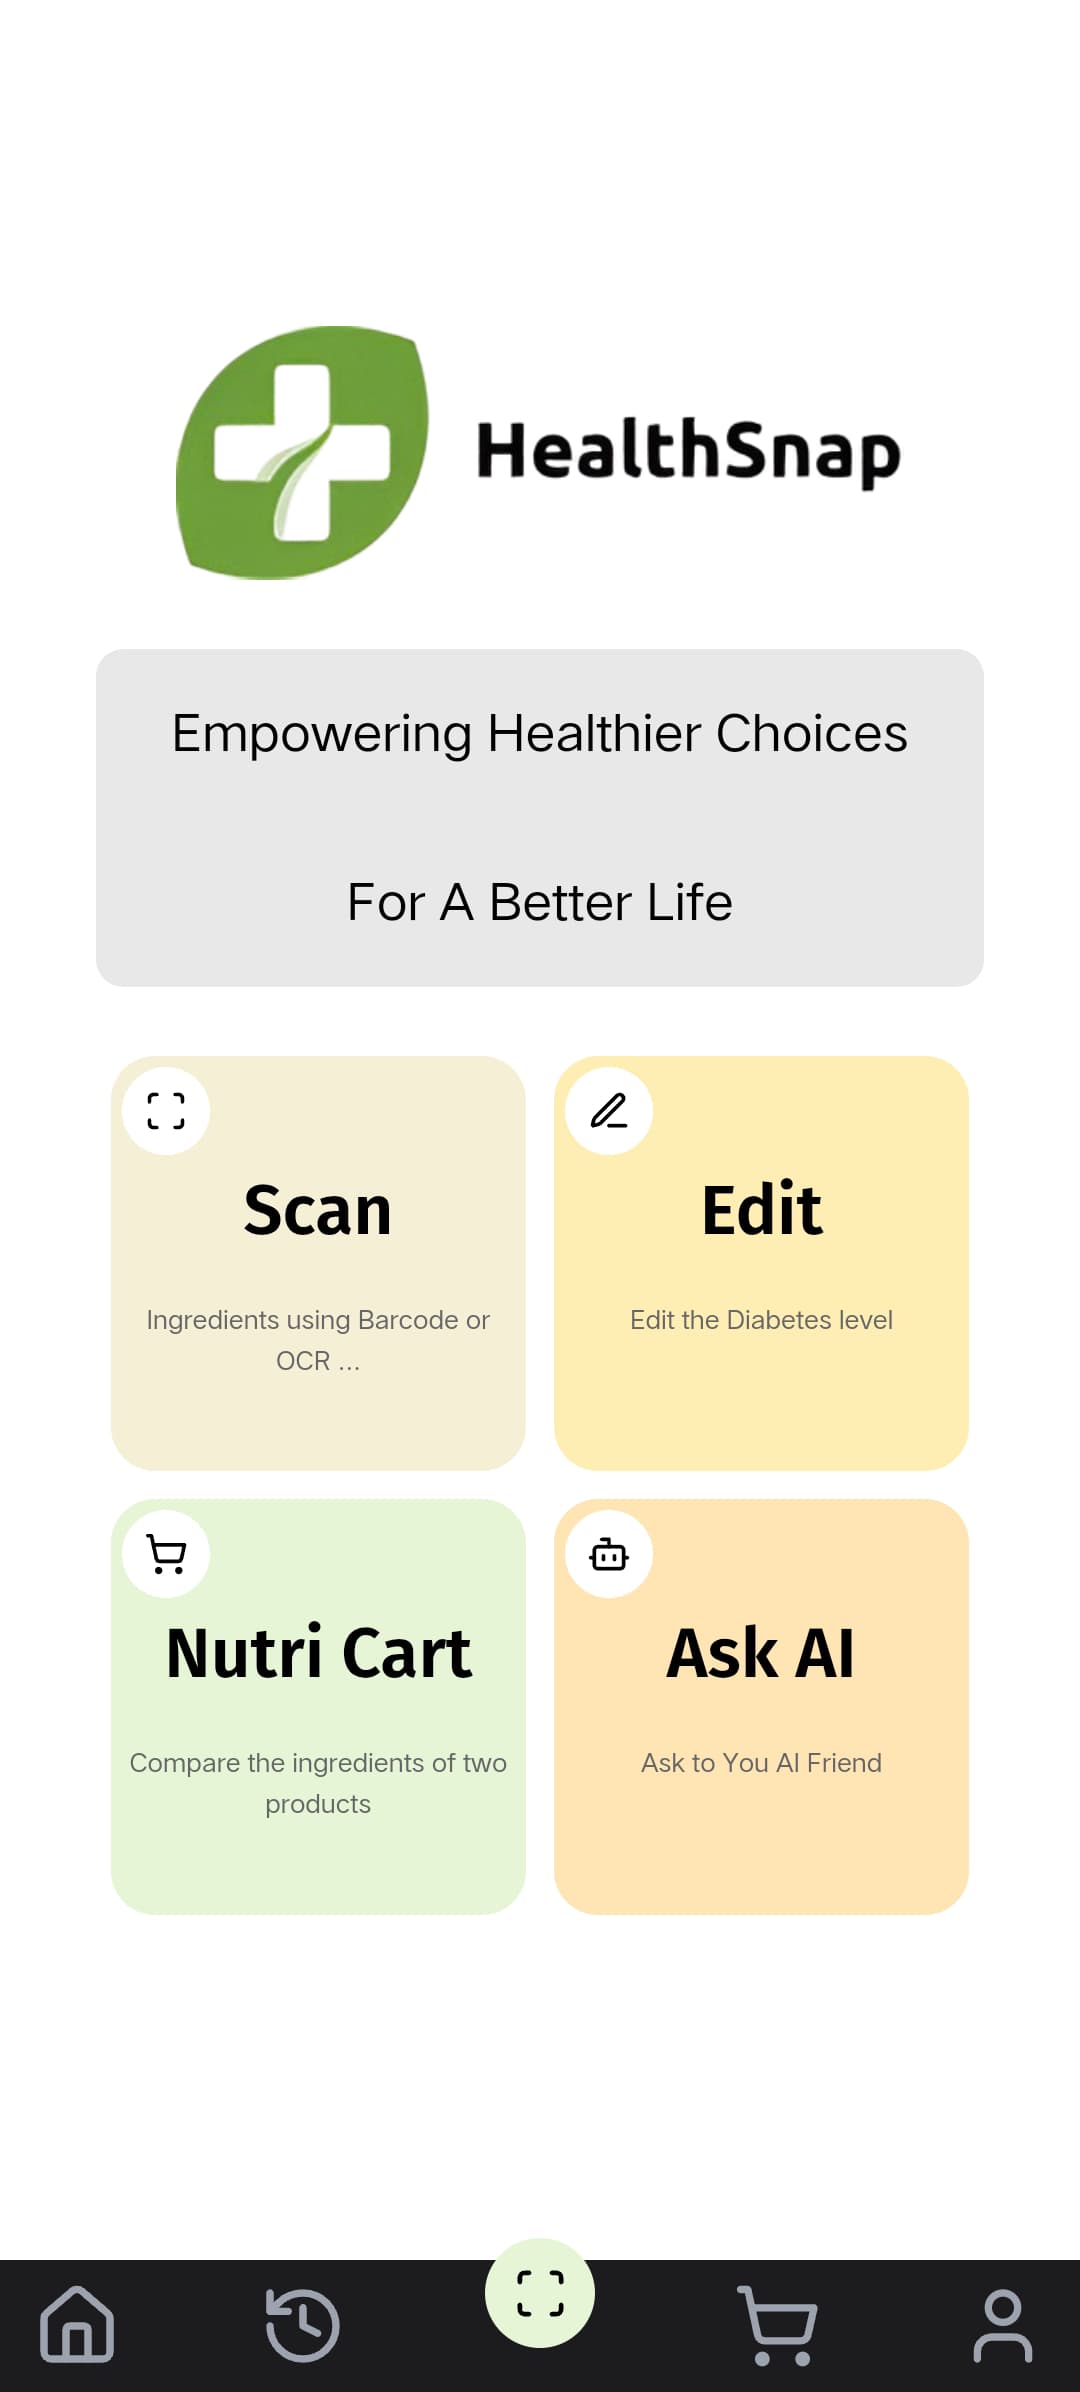 HealthSnap
Empowering Healthier Choices
For A Better Life
Scan
Ingredients using Barcode or
OCR ...
Edit
Edit the Diabetes level
Nutri Cart
Compare the ingredients of two
products
Ask AI
Ask to You AI Friend